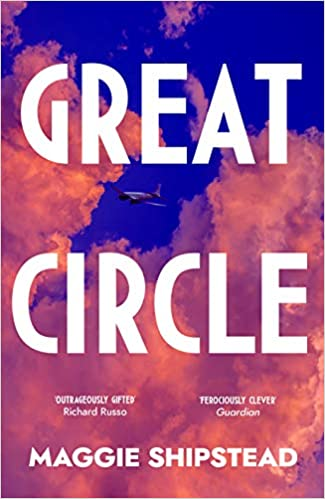 GREAT
CIRCLE
'OUTRAGEOUSLY GIFTED' 'FEROCIOUSLY CLEVER'
Richard Russo Guardian
MAGGIE SHIPSTEAD